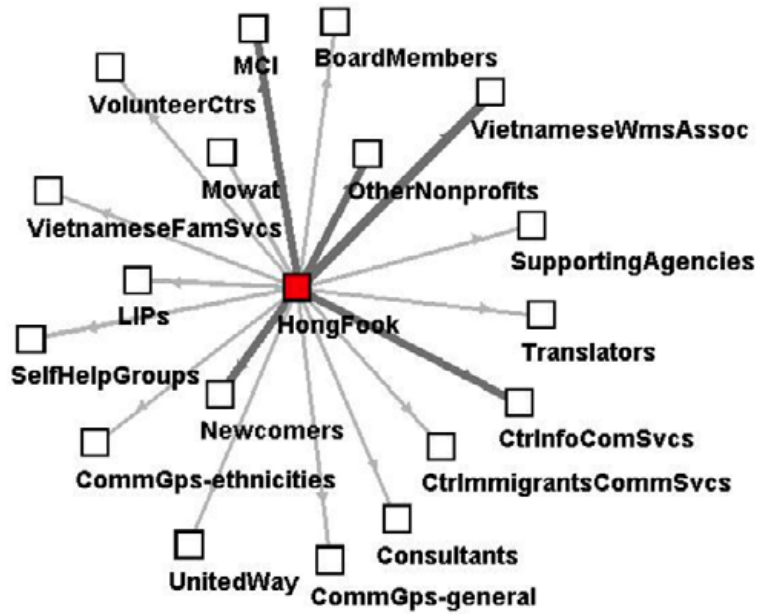 BoardMembers
MCI
VolunteerCtrs
VietnameseWmsAssoc
Mowat
OtherNonprofits
VietnameseFamSvcs
SupportingAgencies
LIPs
HongFook
Translators
SelfHelpGroups
Newcomers
CtrInfoComSvcs
CommGps-ethnicities
CtrImmigrantsCommSvcs
Consultants
UnitedWay
CommGps-general